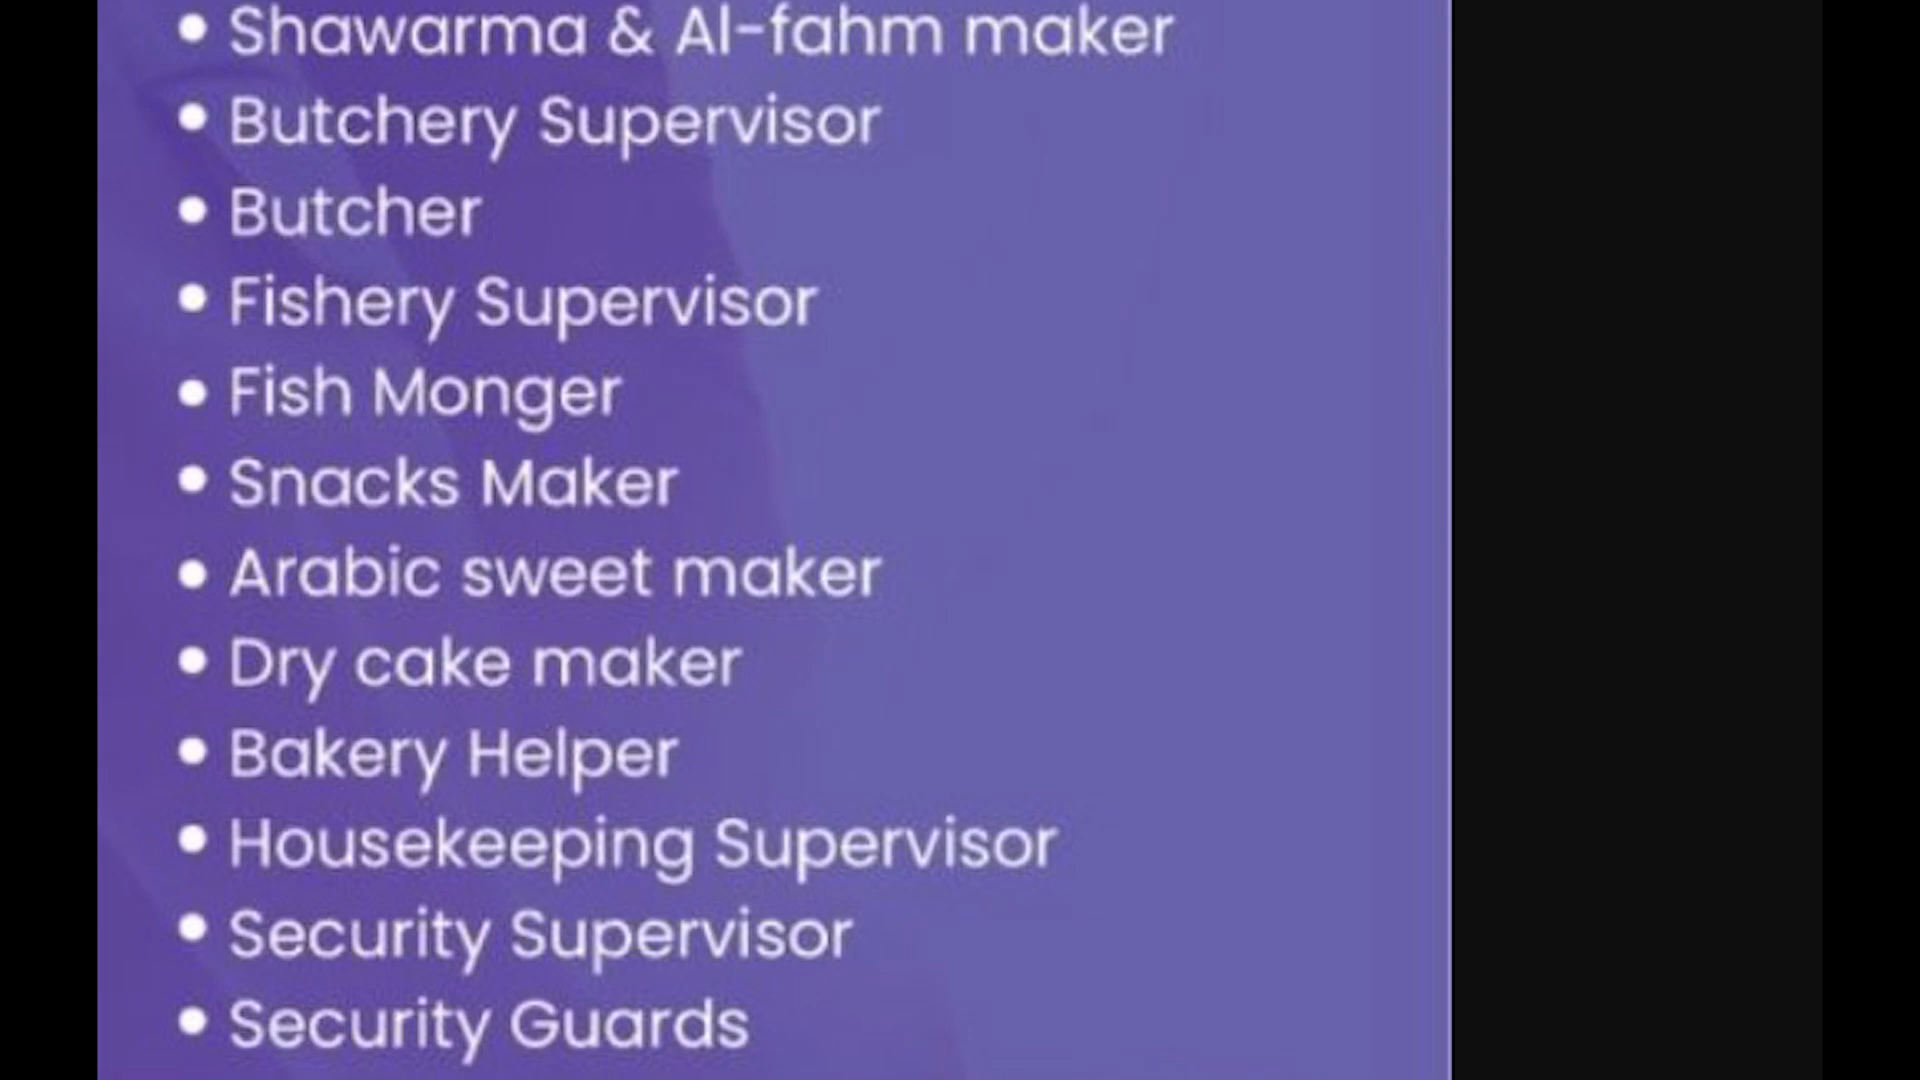 • Shawarma & Al-fahm maker
• Butchery Supervisor
• Butcher
• Fishery Supervisor
• Fish Monger
• Snacks Maker
• Arabic sweet maker
• Dry cake maker
• Bakery Helper
• Housekeeping Supervisor
• Security Supervisor
• Security Guards